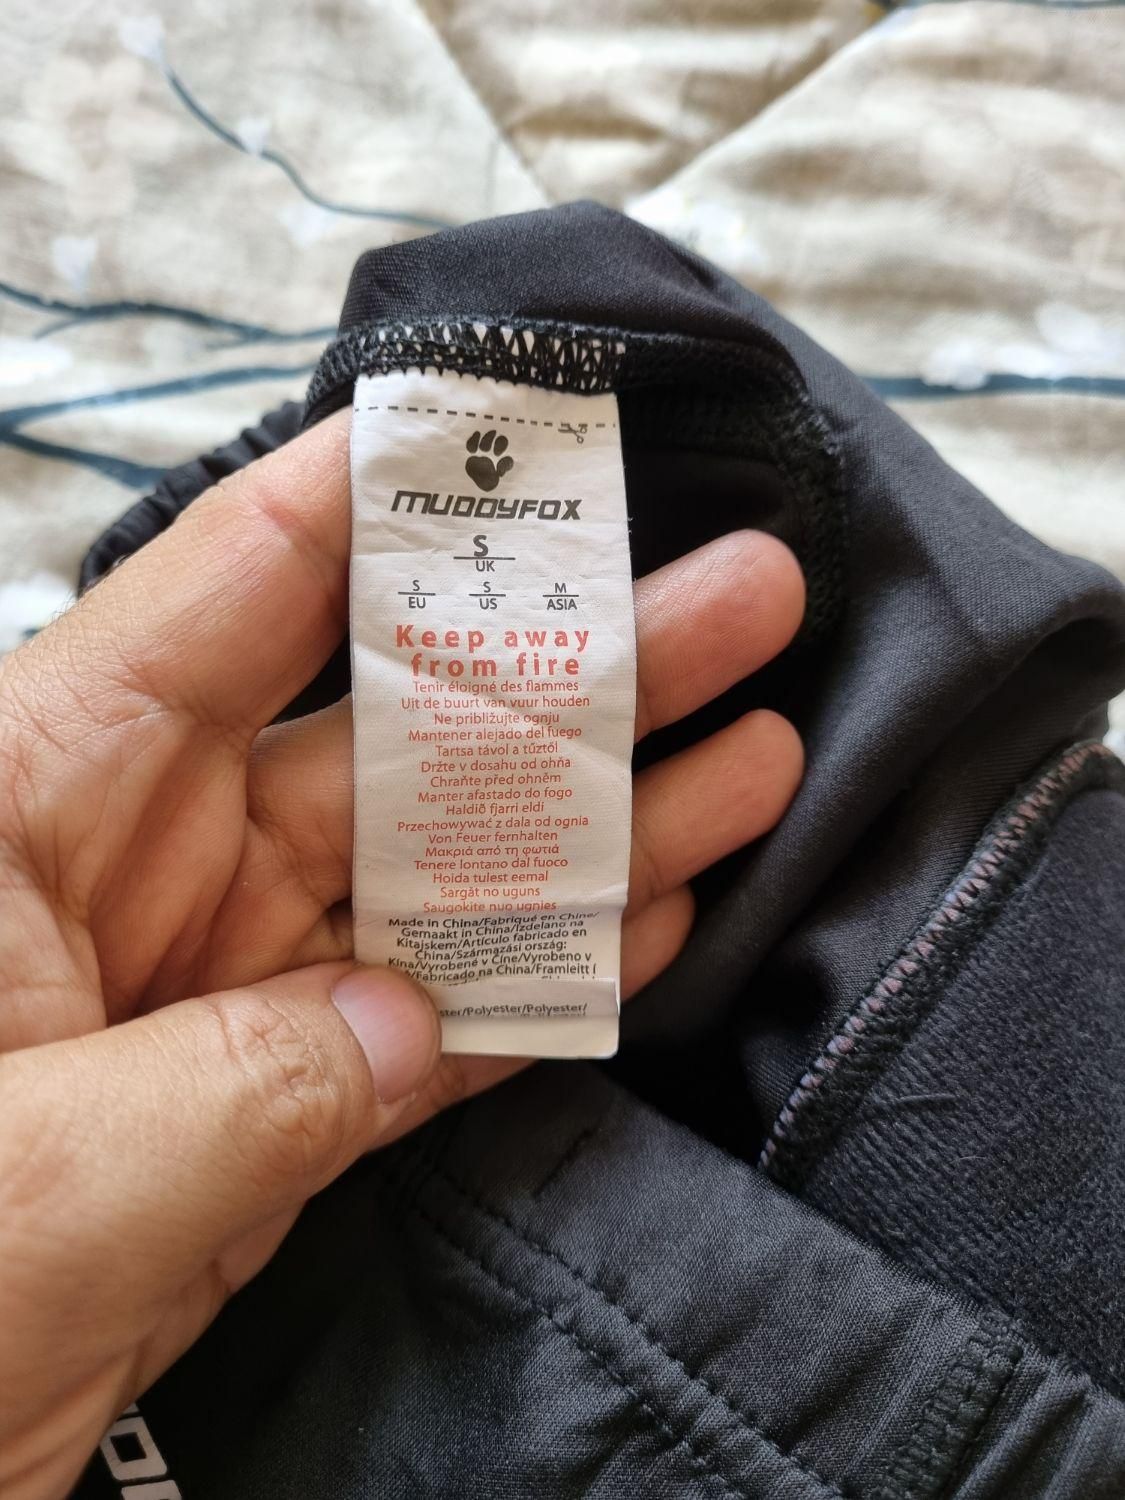 MUDDYFOX
S
UK
S S M
EU US ASIA
Keep away
from fire
Tenir éloigné des flammes
Uit de buurt van vuur houden
Ne približujte ognju
Mantener alejado del fuego
Tartsa távol a tűztől
Držte v dosahu od ohňa
Chraňte před ohněm
Manter afastado do fogo
Haldið fjarri eldi
Przechowywać z dala od ognia
Von Feuer fernhalten
Μακριά από τη φωτιά
Tenere lontano dal fuoco
Hoida tulest eemal
Sargāt no uguns
Saugokite nuo ugnies
Made in China/Fabriqué en Chine/
Gemaakt in China/Izdelano na
Kitajskem/Artículo fabricado en
China/Származási ország:
Kína/Vyrobené v Číne/Vyrobeno v
/Fabricado na China/Framleitt í
ster/Polyester/Polyester/